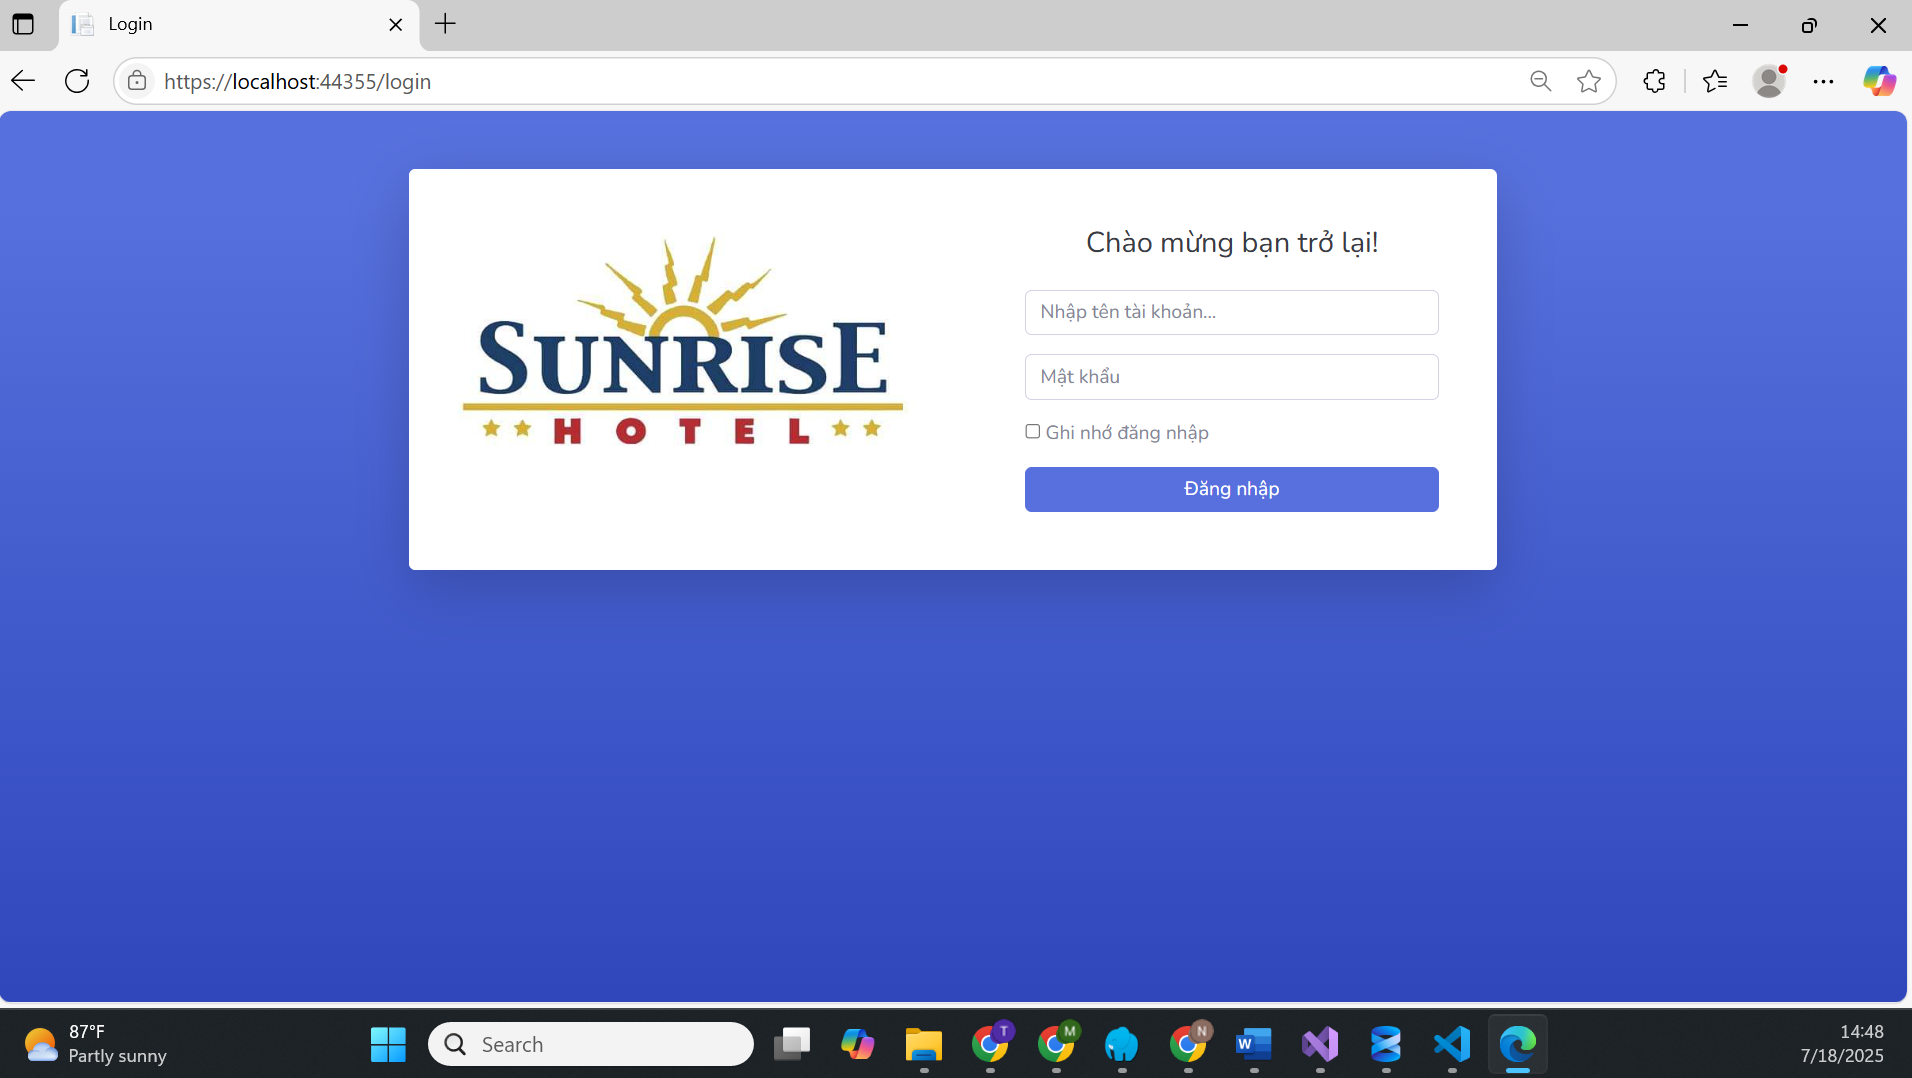 Login
https://localhost:44355/login
SUNRISE
HOTEL
Chào mừng bạn trở lại!
Nhập tên tài khoản...
Mật khẩu
Ghi nhớ đăng nhập
Đăng nhập
87°F
Partly sunny
Search
T
M
N
W
14:48
7/18/2025